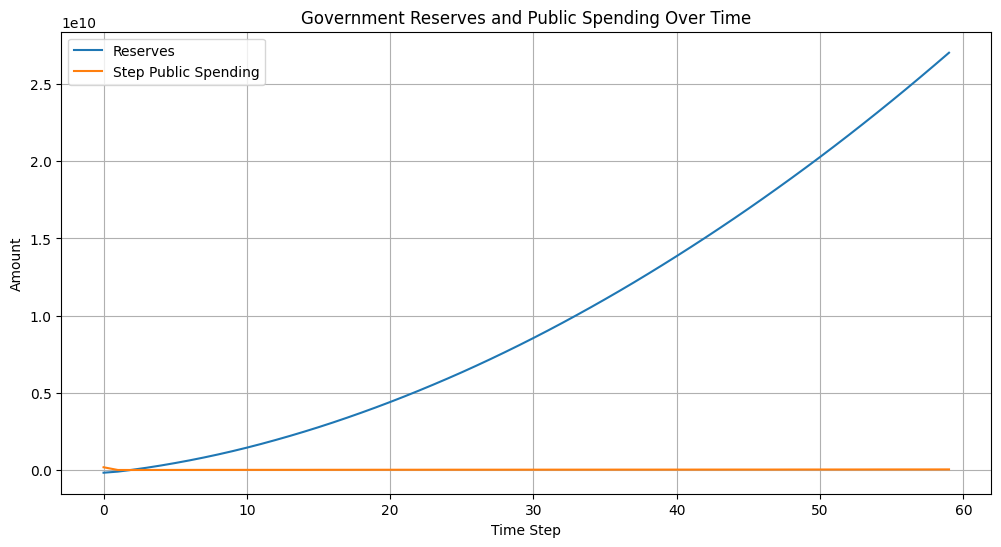 Government Reserves and Public Spending Over Time
1e10
Reserves
Step Public Spending
2.5
2.0
1.5
1.0
0.5
0.0
Amount
0 10 20 30 40 50 60
Time Step